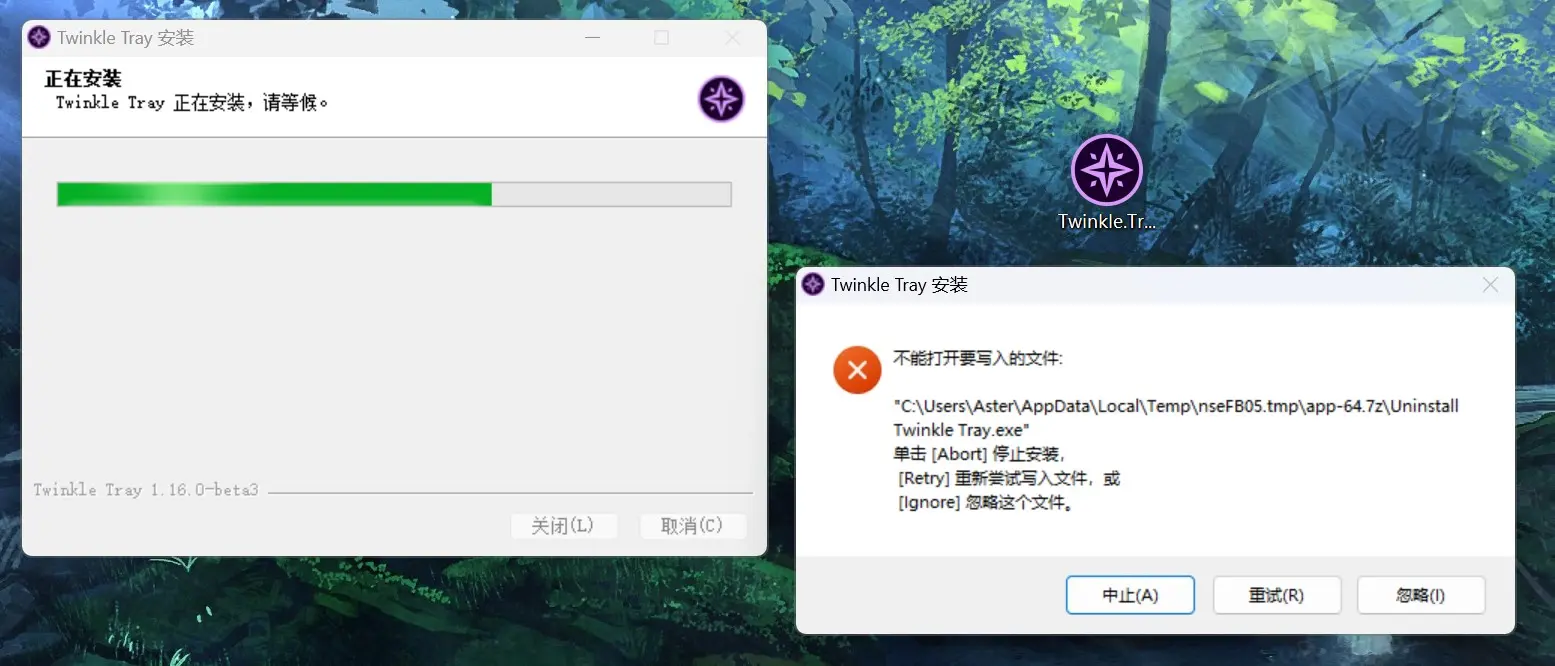 Twinkle Tray 安装
正在安装
Twinkle Tray 正在安装，请等候。
Twinkle Tray 1.16.0-beta3
关闭(L)
取消(C)
Twinkle.Tr...
Twinkle Tray 安装
不能打开要写入的文件:
"C:\Users\Aster\AppData\Local\Temp\nseFB05.tmp\app-64.7z\Uninstall
Twinkle Tray.exe"
单击 [Abort] 停止安装，
[Retry] 重新尝试写入文件，或
[Ignore] 忽略这个文件。
中止(A)
重试(R)
忽略(I)